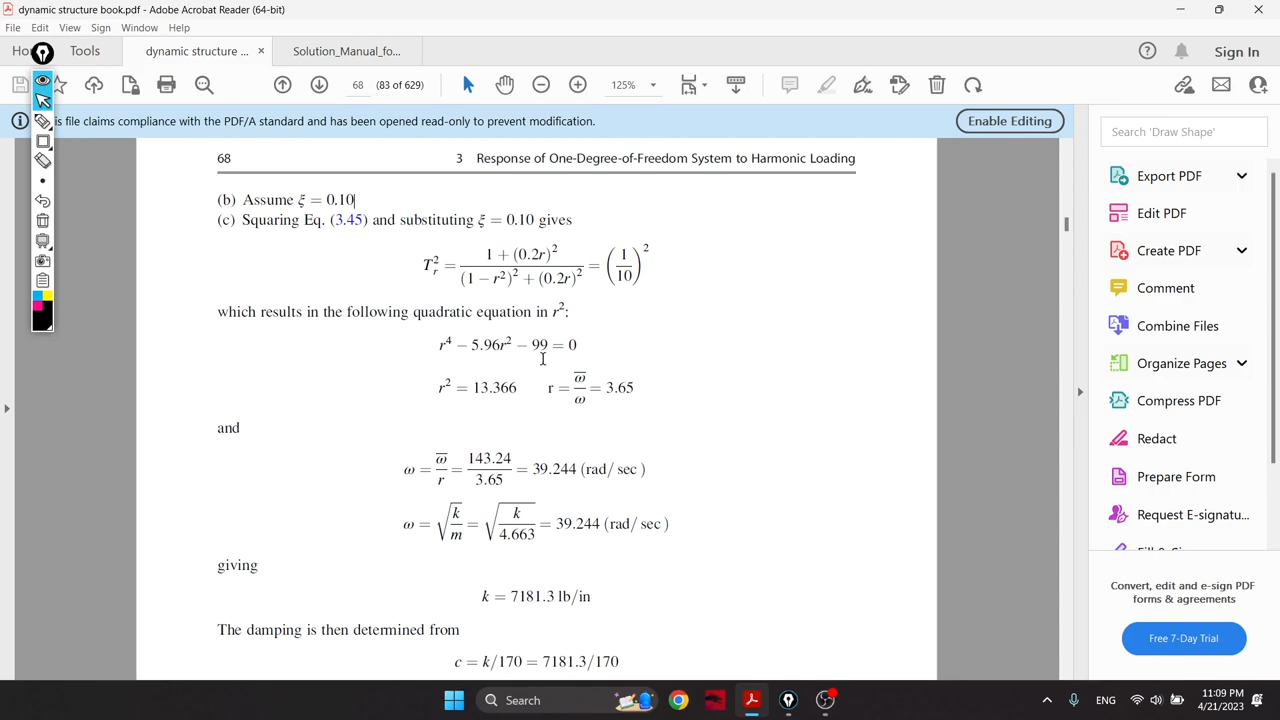 dynamic structure book.pdf - Adobe Acrobat Reader (64-bit)
File Edit View Sign Window Help
Ho Tools dynamic structure ... × Solution_Manual_fo... Sign In
68 (83 of 629) 125%
is file claims compliance with the PDF/A standard and has been opened read-only to prevent modification. Enable Editing
68 3 Response of One-Degree-of-Freedom System to Harmonic Loading
(b) Assume ξ = 0.10
(c) Squaring Eq. (3.45) and substituting ξ = 0.10 gives
T_r^2 = (1 + (0.2r)^2) / ((1 − r^2)^2 + (0.2r)^2) = (1/10)^2
which results in the following quadratic equation in r^2:
r^4 − 5.96r^2 − 99 = 0
r^2 = 13.366 r = ω̅/ω = 3.65
and
ω = ω̅/r = 143.24/3.65 = 39.244 (rad/sec)
ω = √(k/m) = √(k/4.663) = 39.244 (rad/sec)
giving
k = 7181.3 lb/in
The damping is then determined from
c = k/170 = 7181.3/170
Search 'Draw Shape'
Export PDF
Edit PDF
Create PDF
Comment
Combine Files
Organize Pages
Compress PDF
Redact
Prepare Form
Request E-signatu...
Convert, edit and e-sign PDF
forms & agreements
Free 7-Day Trial
Search
ENG
11:09 PM
4/21/2023